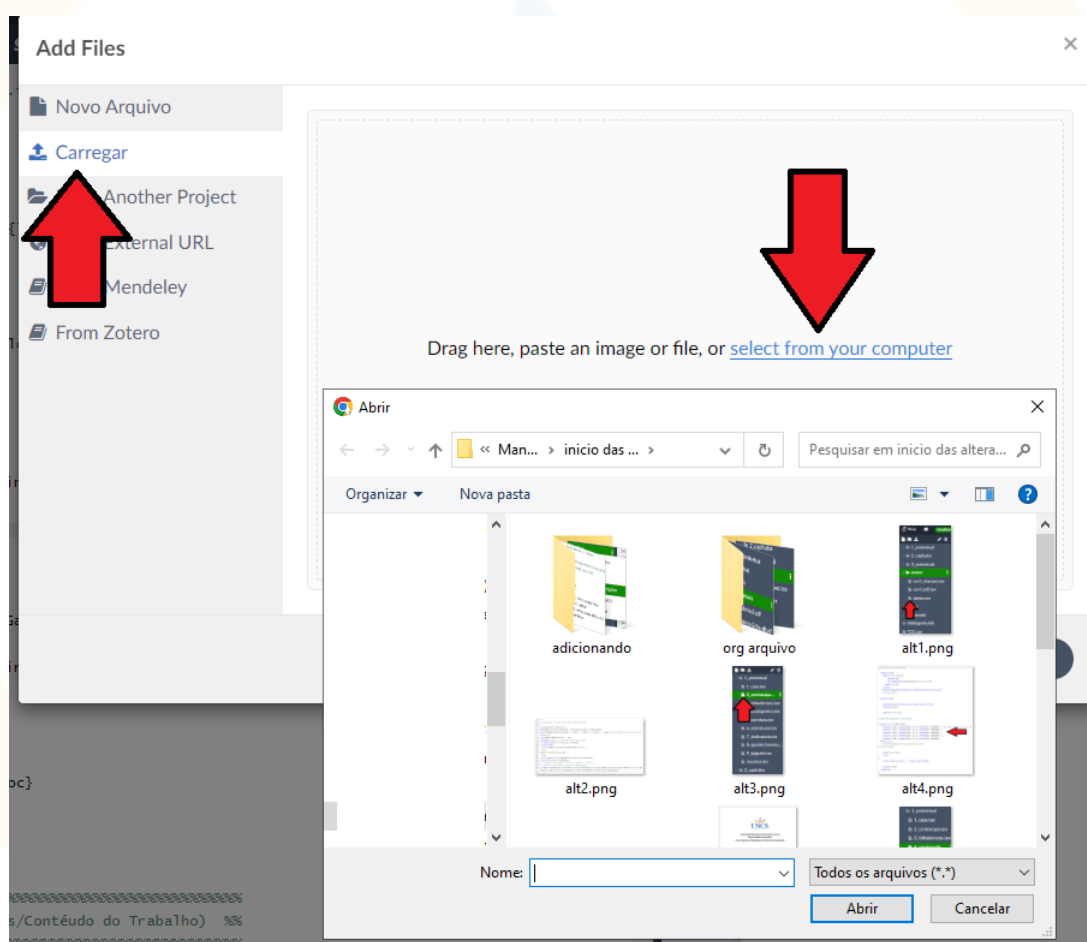 Add Files
Novo Arquivo
Carregar
Another Project
External URL
Mendeley
From Zotero
Drag here, paste an image or file, or select from your computer
Abrir
« Man... › inicio das ... ›
Pesquisar em inicio das altera...
Organizar
Nova pasta
adicionando
org arquivo
alt1.png
alt2.png
alt3.png
alt4.png
USCS
Nome:
Todos os arquivos (*.*)
Abrir
Cancelar
oc}
%%%%%%%%%%%%%%%%%%%%%%%%%%%%%
s/Contéudo do Trabalho) %%